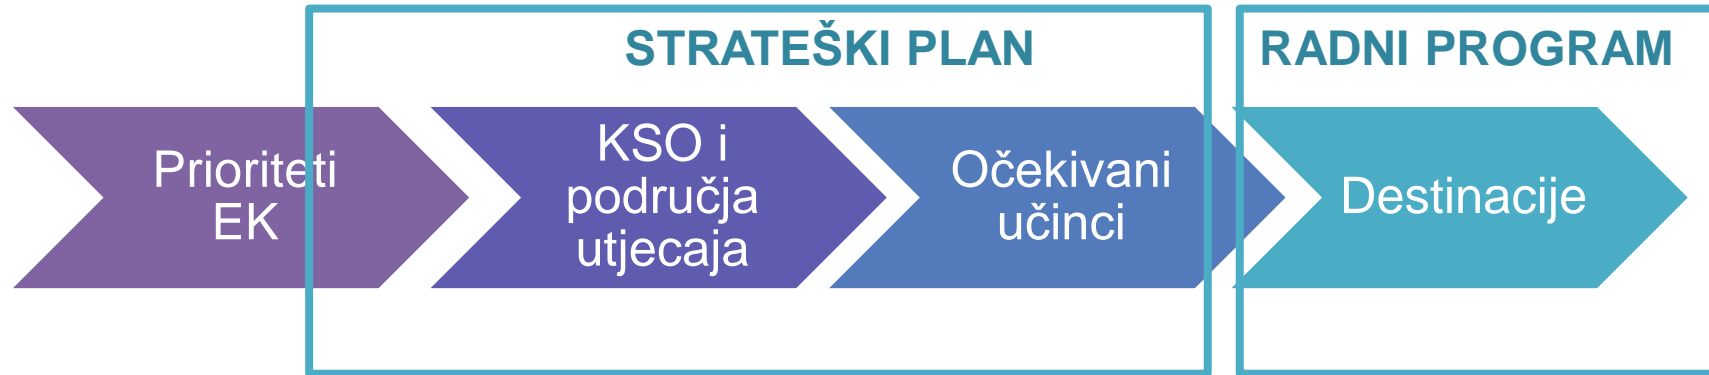 STRATEŠKI PLAN
RADNI PROGRAM
Prioriteti
EK
KSO i
područja
utjecaja
Očekivani
učinci
Destinacije